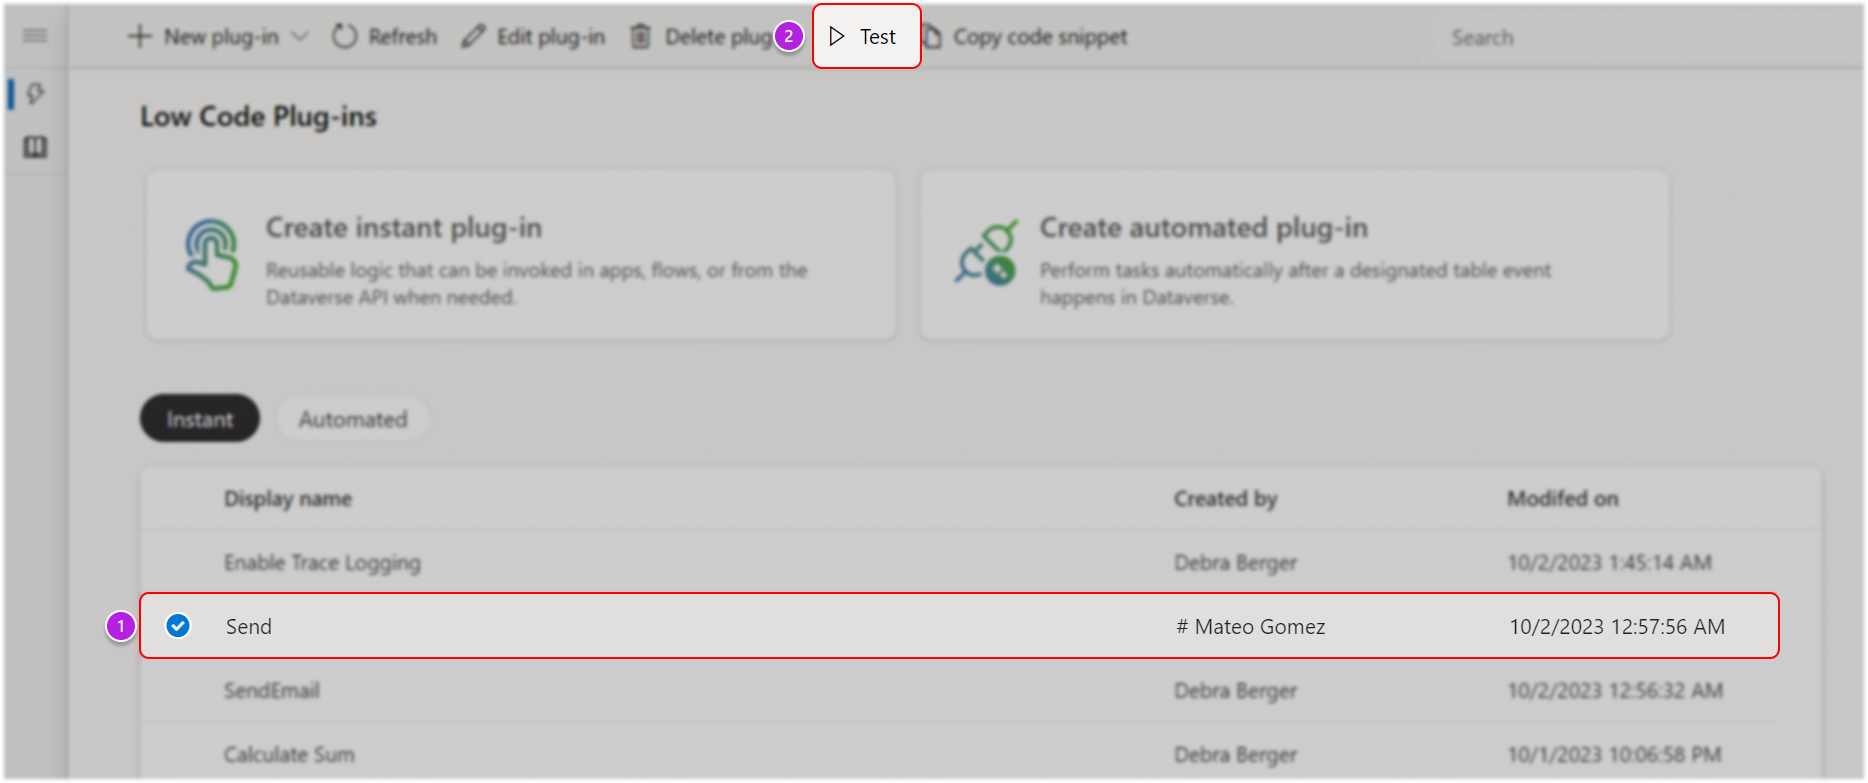 New plug-in
Refresh
Edit plug-in
Delete plug
2
Test
Copy code snippet
Search
Low Code Plug-ins
Create instant plug-in
Reusable logic that can be invoked in apps, flows, or from the
Dataverse API when needed.
Create automated plug-in
Perform tasks automatically after a designated table event
happens in Dataverse.
Instant
Automated
Display name
Created by
Modifed on
Enable Trace Logging
Debra Berger
10/2/2023 1:45:14 AM
1
Send
# Mateo Gomez
10/2/2023 12:57:56 AM
SendEmail
Debra Berger
10/2/2023 12:56:32 AM
Calculate Sum
Debra Berger
10/1/2023 10:06:58 PM